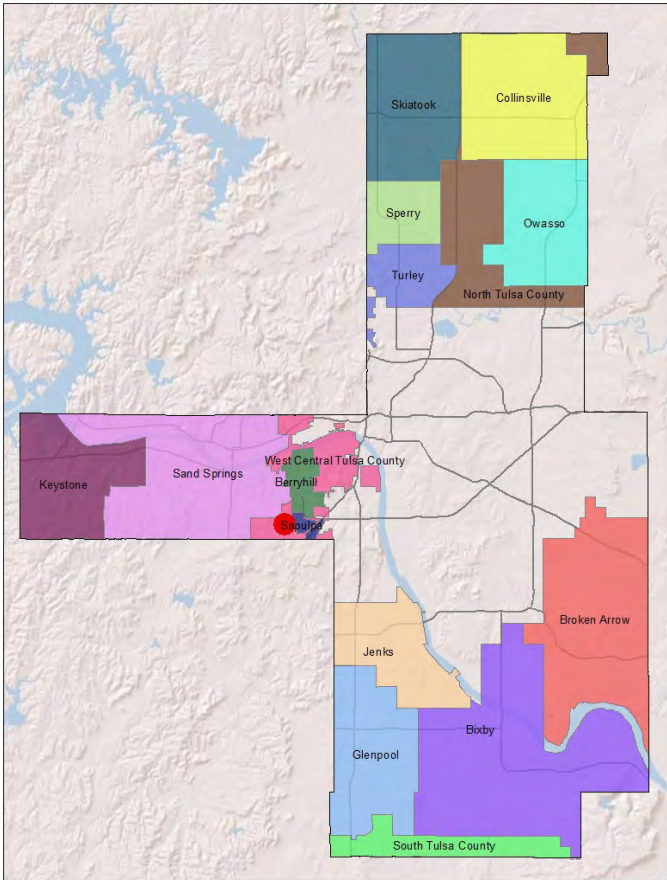 Skiatook
Collinsville
Sperry
Owasso
Turley
North Tulsa County
West Central Tulsa County
Sand Springs
Berryhill
Keystone
Sapulpa
Broken Arrow
Jenks
Bixby
Glenpool
South Tulsa County